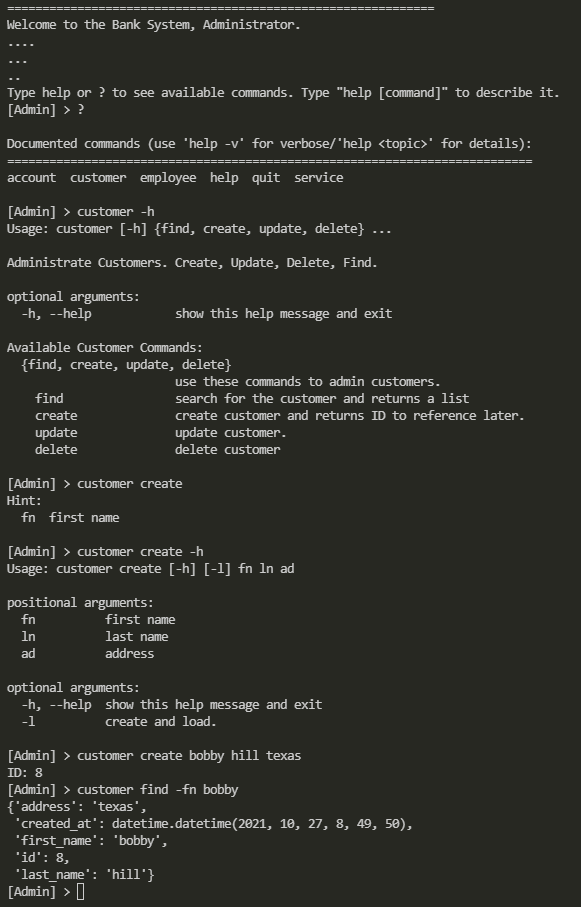 =============================================================
Welcome to the Bank System, Administrator.
....
...
..
Type help or ? to see available commands. Type "help [command]" to describe it.
[Admin] > ?

Documented commands (use 'help -v' for verbose/'help <topic>' for details):
===========================================================================
account  customer  employee  help  quit  service

[Admin] > customer -h
Usage: customer [-h] {find, create, update, delete} ...

Administrate Customers. Create, Update, Delete, Find.

optional arguments:
  -h, --help            show this help message and exit

Available Customer Commands:
  {find, create, update, delete}
                        use these commands to admin customers.
    find                search for the customer and returns a list
    create              create customer and returns ID to reference later.
    update              update customer.
    delete              delete customer

[Admin] > customer create
Hint:
  fn  first name

[Admin] > customer create -h
Usage: customer create [-h] [-l] fn ln ad

positional arguments:
  fn          first name
  ln          last name
  ad          address

optional arguments:
  -h, --help  show this help message and exit
  -l          create and load.

[Admin] > customer create bobby hill texas
ID: 8
[Admin] > customer find -fn bobby
{'address': 'texas',
 'created_at': datetime.datetime(2021, 10, 27, 8, 49, 50),
 'first_name': 'bobby',
 'id': 8,
 'last_name': 'hill'}
[Admin] >